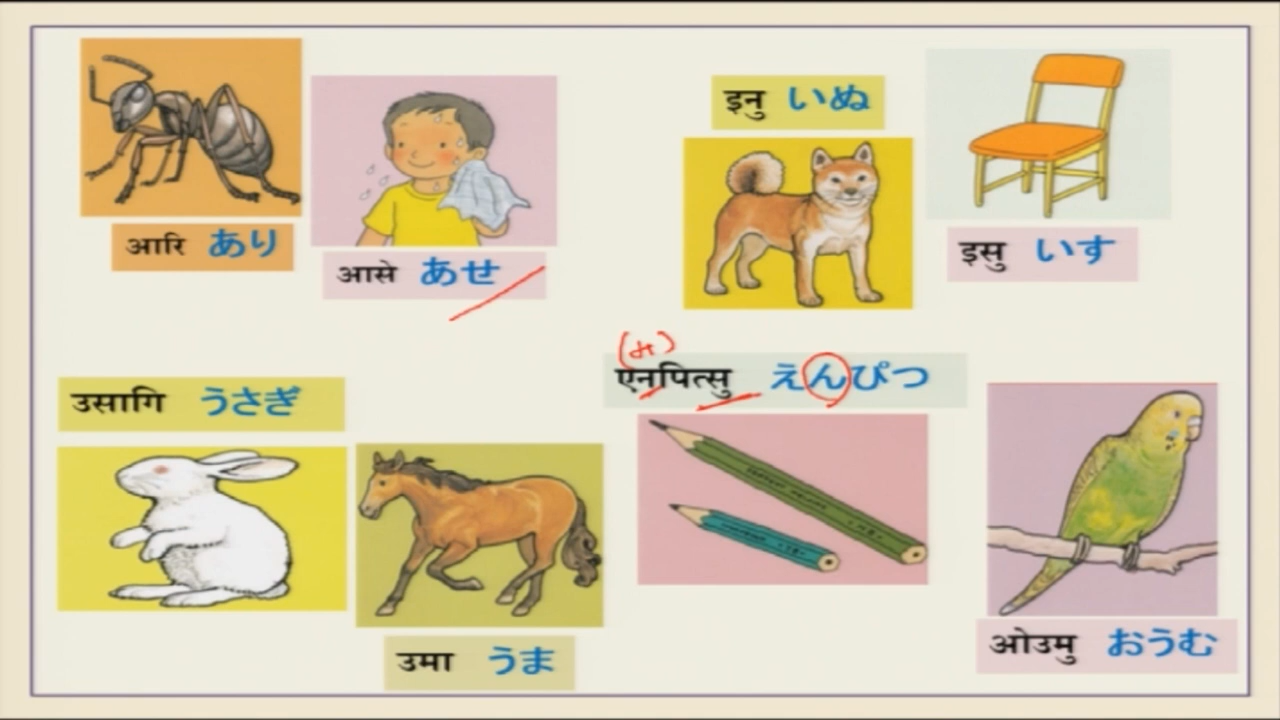 आरि あり
आसे あせ
इनु いぬ
इसु いす
उसागि うさぎ
उमा うま
(म)
एनपित्सु えんぴつ
ओउमु おうむ